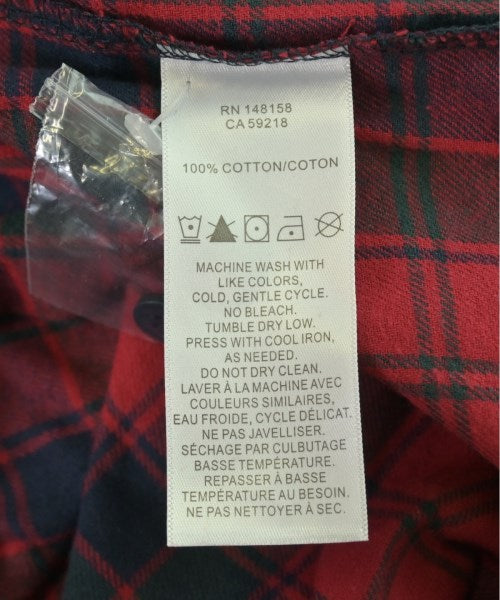 RN 148158
CA 59218
100% COTTON/COTON
MACHINE WASH WITH
LIKE COLORS,
COLD, GENTLE CYCLE.
NO BLEACH.
TUMBLE DRY LOW.
PRESS WITH COOL IRON,
AS NEEDED.
DO NOT DRY CLEAN.
LAVER À LA MACHINE AVEC
COULEURS SIMILAIRES,
EAU FROIDE, CYCLE DÉLICAT.
NE PAS JAVELLISER.
SÉCHAGE PAR CULBUTAGE
BASSE TEMPÉRATURE.
REPASSER À BASSE
TEMPÉRATURE AU BESOIN.
NE PAS NETTOYER À SEC.